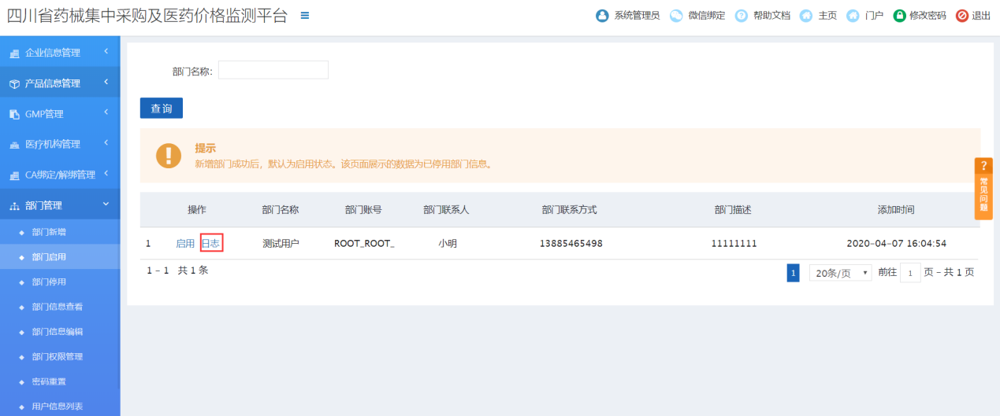 四川省药械集中采购及医药价格监测平台
系统管理员 微信绑定 帮助文档 主页 门户 修改密码 退出
企业信息管理
产品信息管理
GMP管理
医疗机构管理
CA绑定/解绑管理
部门管理
部门新增
部门启用
部门停用
部门信息查看
部门信息编辑
部门权限管理
密码重置
用户信息列表
部门名称:
查询
提示
新增部门成功后，默认为启用状态。该页面展示的数据为已停用部门信息。
操作 部门名称 部门账号 部门联系人 部门联系方式 部门描述 添加时间
1 启用 日志 测试用户 ROOT_ROOT_ 小明 13885465498 11111111 2020-04-07 16:04:54
1 - 1 共 1 条 1 20条/页 前往 1 页 - 共 1 页
?
常见问题